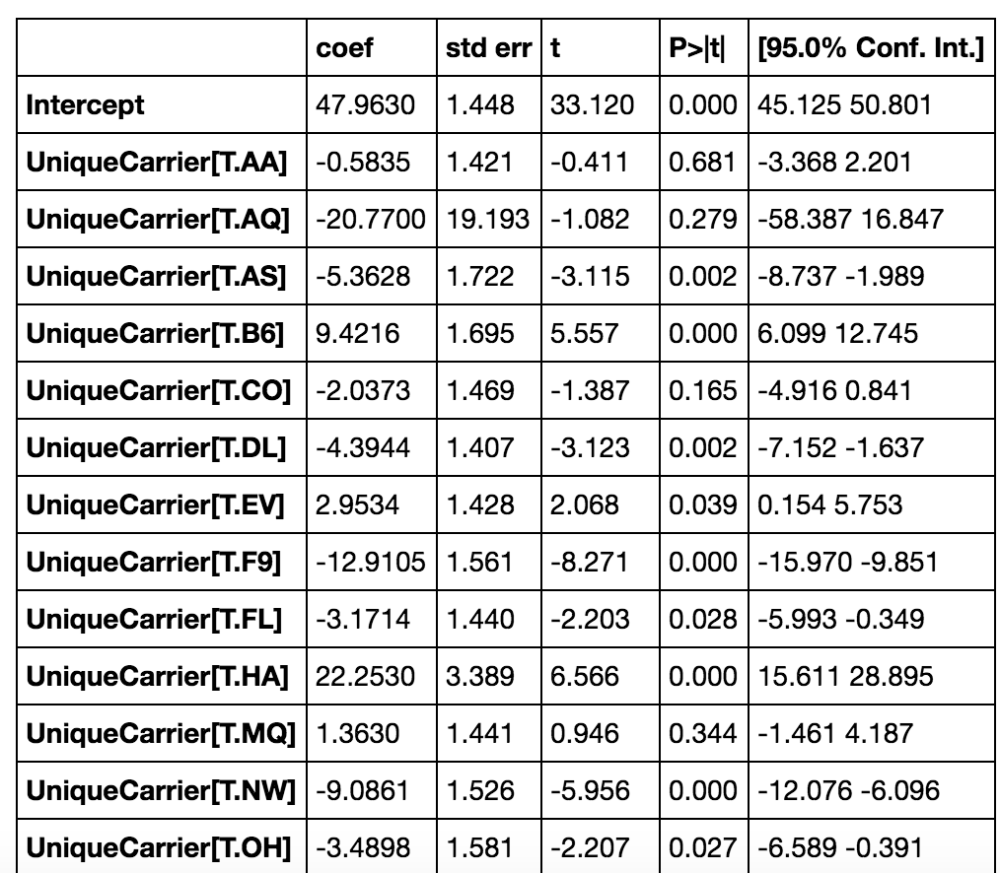 coef std err t P>|t| [95.0% Conf. Int.]
Intercept 47.9630 1.448 33.120 0.000 45.125 50.801
UniqueCarrier[T.AA] -0.5835 1.421 -0.411 0.681 -3.368 2.201
UniqueCarrier[T.AQ] -20.7700 19.193 -1.082 0.279 -58.387 16.847
UniqueCarrier[T.AS] -5.3628 1.722 -3.115 0.002 -8.737 -1.989
UniqueCarrier[T.B6] 9.4216 1.695 5.557 0.000 6.099 12.745
UniqueCarrier[T.CO] -2.0373 1.469 -1.387 0.165 -4.916 0.841
UniqueCarrier[T.DL] -4.3944 1.407 -3.123 0.002 -7.152 -1.637
UniqueCarrier[T.EV] 2.9534 1.428 2.068 0.039 0.154 5.753
UniqueCarrier[T.F9] -12.9105 1.561 -8.271 0.000 -15.970 -9.851
UniqueCarrier[T.FL] -3.1714 1.440 -2.203 0.028 -5.993 -0.349
UniqueCarrier[T.HA] 22.2530 3.389 6.566 0.000 15.611 28.895
UniqueCarrier[T.MQ] 1.3630 1.441 0.946 0.344 -1.461 4.187
UniqueCarrier[T.NW] -9.0861 1.526 -5.956 0.000 -12.076 -6.096
UniqueCarrier[T.OH] -3.4898 1.581 -2.207 0.027 -6.589 -0.391